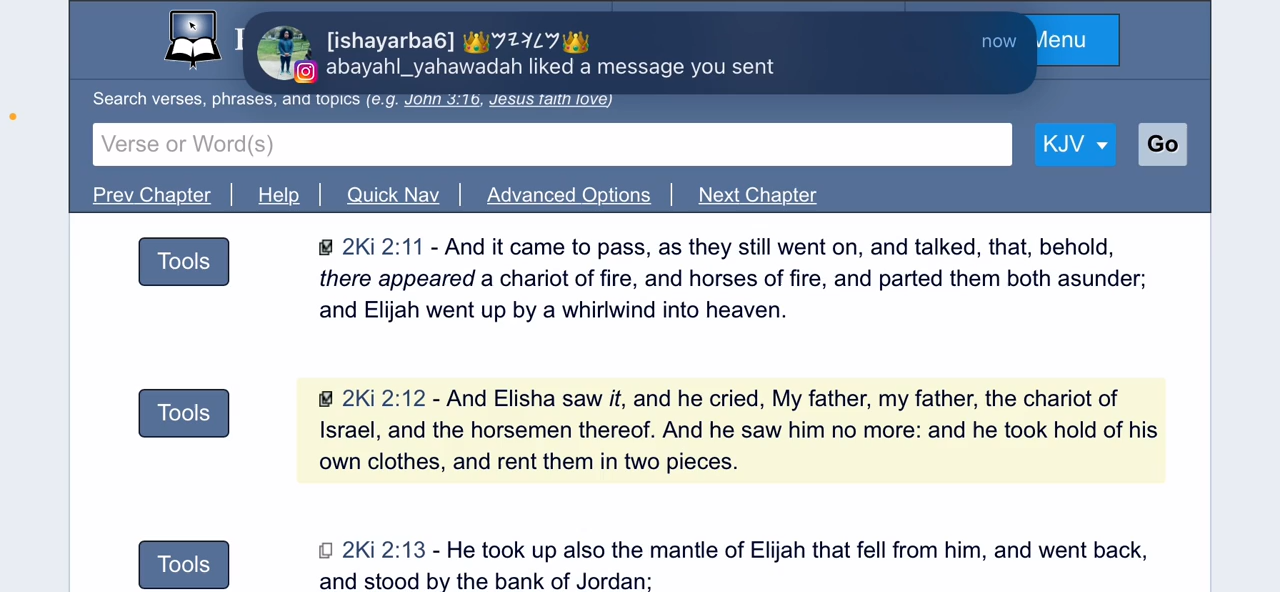 [ishayarba6] 👑𐤉𐤆𐤄𐤋𐤉👑
now
abayahl_yahawadah liked a message you sent
Menu
Search verses, phrases, and topics (e.g. John 3:16, Jesus faith love)
Verse or Word(s)
KJV
Go
Prev Chapter
Help
Quick Nav
Advanced Options
Next Chapter
Tools
2Ki 2:11 - And it came to pass, as they still went on, and talked, that, behold,
there appeared a chariot of fire, and horses of fire, and parted them both asunder;
and Elijah went up by a whirlwind into heaven.
Tools
2Ki 2:12 - And Elisha saw it, and he cried, My father, my father, the chariot of
Israel, and the horsemen thereof. And he saw him no more: and he took hold of his
own clothes, and rent them in two pieces.
Tools
2Ki 2:13 - He took up also the mantle of Elijah that fell from him, and went back,
and stood by the bank of Jordan;